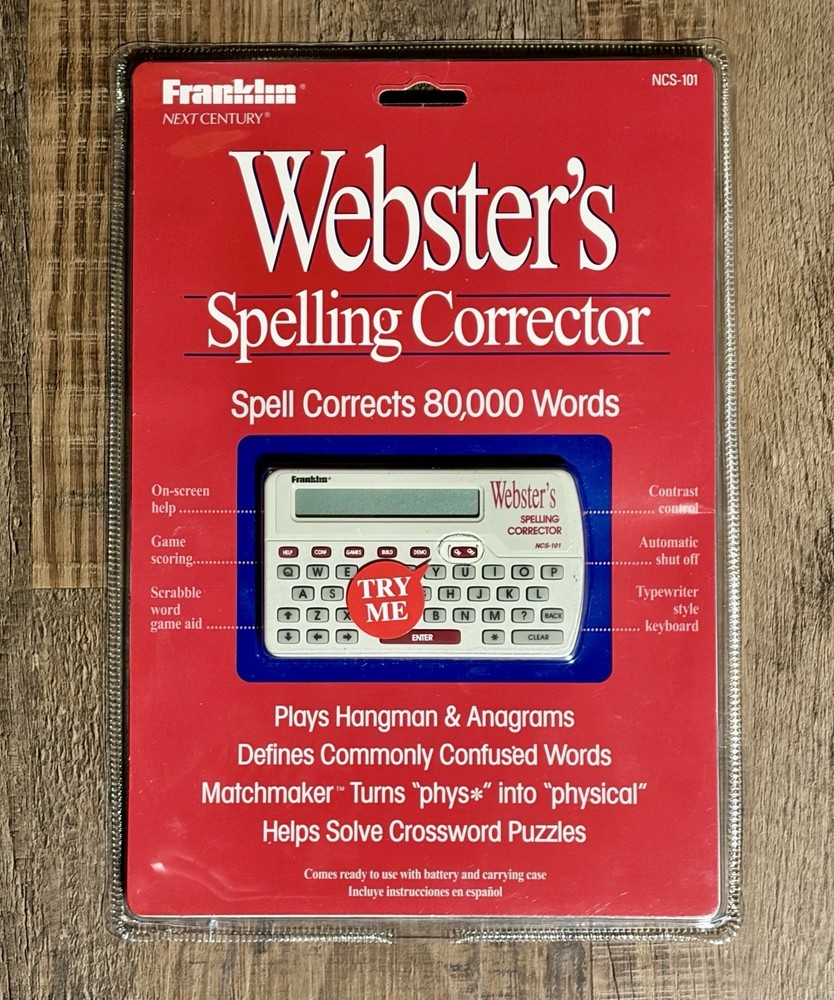 Franklin®
NCS-101
NEXT CENTURY®
Webster's
Spelling Corrector
Spell Corrects 80,000 Words
On-screen
help
Game
scoring
Scrabble
word
game aid
Contrast
control
Automatic
shut off
Typewriter
style
keyboard
Franklin®
Webster's
SPELLING
CORRECTOR
NCS-101
HELP CONF GAMES BUILD DEMO
Q W E Y U I O P
A S H J K L
Z X B N M ? BACK
ENTER * CLEAR
TRY
ME
Plays Hangman & Anagrams
Defines Commonly Confused Words
Matchmaker™ Turns "phys*" into "physical"
Helps Solve Crossword Puzzles
Comes ready to use with battery and carrying case
Incluye instrucciones en español